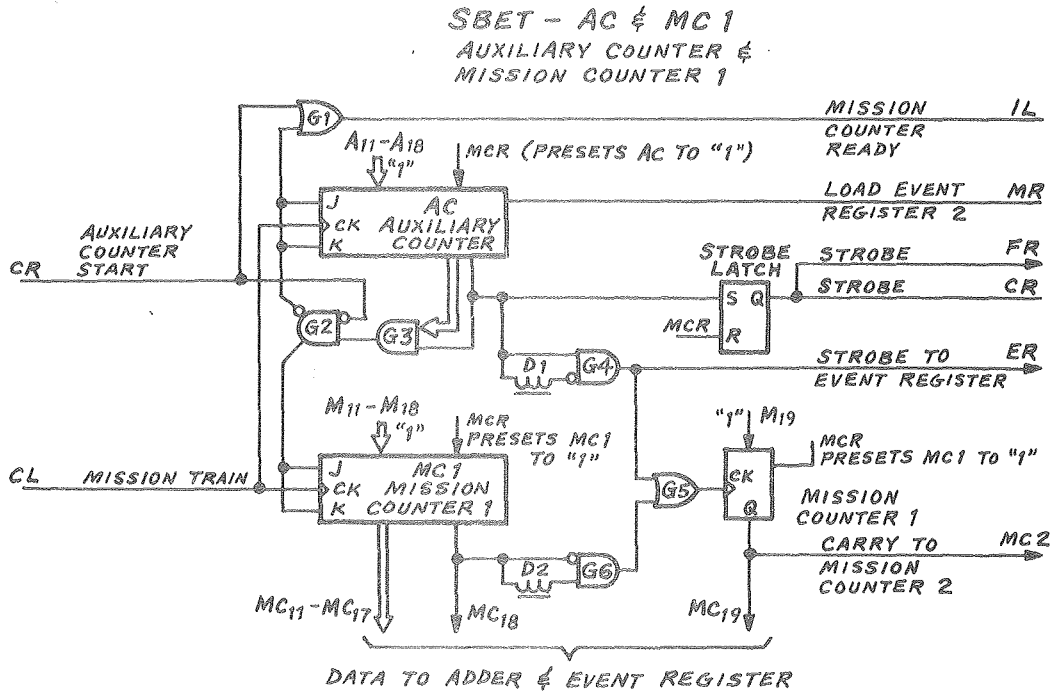 SBET - AC & MC 1
AUXILIARY COUNTER &
MISSION COUNTER 1
G1
MISSION IL
COUNTER
READY
A11-A18
"1"
MCR (PRESETS AC TO "1")
J
CK
K
AC
AUXILIARY
COUNTER
LOAD EVENT MR
REGISTER 2
AUXILIARY
COUNTER
START
CR
STROBE
LATCH
S Q
R
MCR
STROBE FR
STROBE CR
G2
G3
D1
G4
STROBE TO ER
EVENT REGISTER
M11-M18
"1"
MCR
PRESETS MC1
TO "1"
"1" M19
MCR
PRESETS MC1 TO "1"
CL MISSION TRAIN
J
CK
K
MC1
MISSION
COUNTER 1
G5
CK
Q
MISSION
COUNTER 1
CARRY TO MC2
MISSION
COUNTER 2
D2
G6
MC11-MC17
MC18
MC19
DATA TO ADDER & EVENT REGISTER